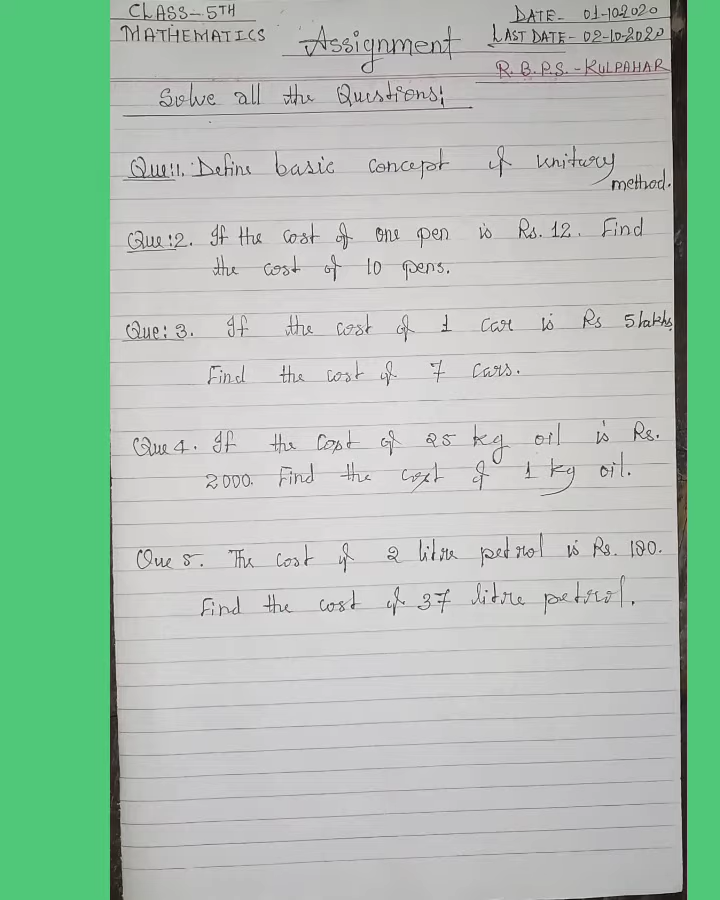 CLASS-5TH
DATE- 01-10-2020
MATHEMATICS
Assignment
LAST DATE- 02-10-2020
R.B.P.S.-KULPAHAR
Solve all the Questions;
Que:1. Define basic concept of unitary
method.
Que:2. If the cost of one pen is Rs. 12. Find
the cost of 10 pens.
Que: 3. If the cost of 1 car is Rs 5 lakhs.
Find the cost of 7 cars.
Que 4. If the Cost of 25 kg oil is Rs.
2000. Find the cost of 1 kg oil.
Que 5. The cost of 2 litre petrol is Rs.
Find the cost of 37 litre petrol.